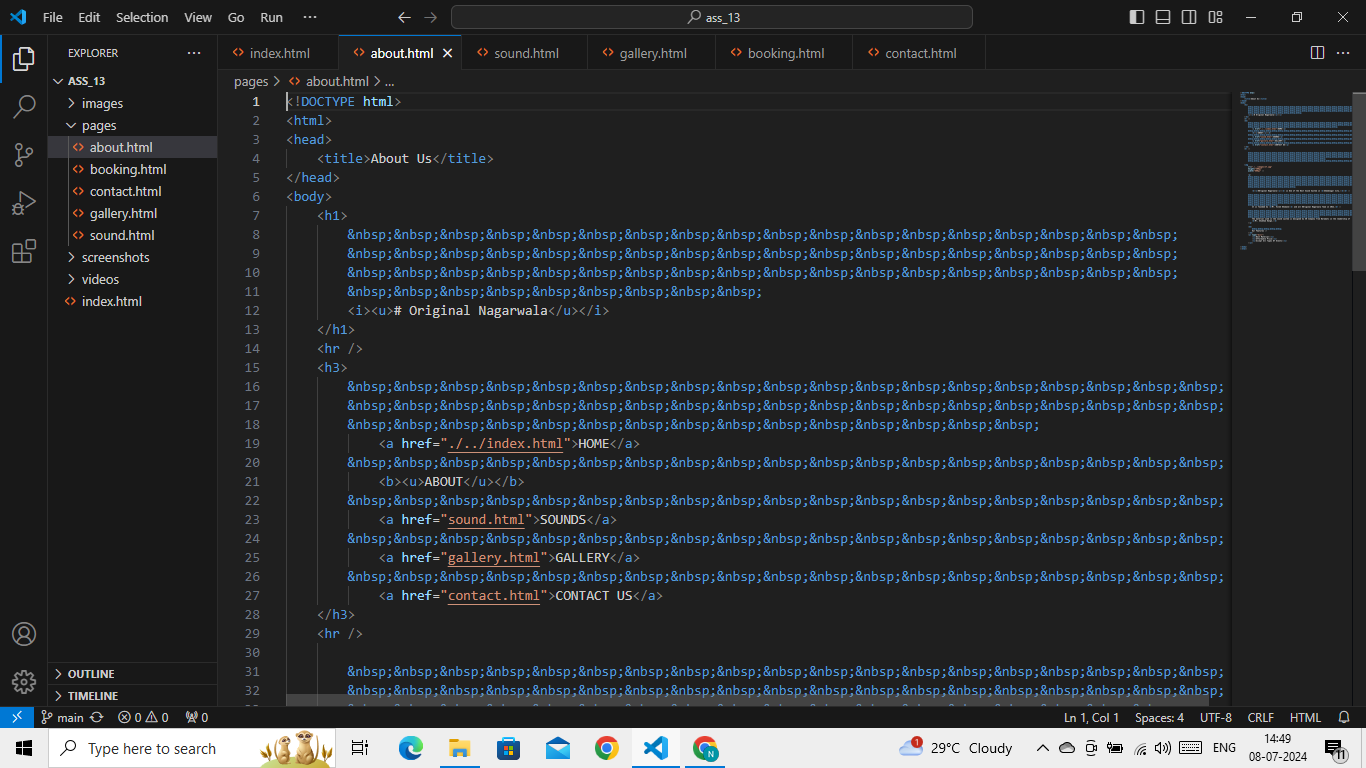 File Edit Selection View Go Run ···
ass_13
EXPLORER ···
ASS_13
images
pages
about.html
booking.html
contact.html
gallery.html
sound.html
screenshots
videos
index.html
OUTLINE
TIMELINE
index.html about.html sound.html gallery.html booking.html contact.html ···
pages > about.html > ...
1 <!DOCTYPE html>
2 <html>
3 <head>
4 <title>About Us</title>
5 </head>
6 <body>
7 <h1>
8 &nbsp;&nbsp;&nbsp;&nbsp;&nbsp;&nbsp;&nbsp;&nbsp;&nbsp;&nbsp;&nbsp;&nbsp;&nbsp;&nbsp;&nbsp;&nbsp;&nbsp;&nbsp;
9 &nbsp;&nbsp;&nbsp;&nbsp;&nbsp;&nbsp;&nbsp;&nbsp;&nbsp;&nbsp;&nbsp;&nbsp;&nbsp;&nbsp;&nbsp;&nbsp;&nbsp;&nbsp;
10 &nbsp;&nbsp;&nbsp;&nbsp;&nbsp;&nbsp;&nbsp;&nbsp;&nbsp;&nbsp;&nbsp;&nbsp;&nbsp;&nbsp;&nbsp;&nbsp;&nbsp;&nbsp;
11 &nbsp;&nbsp;&nbsp;&nbsp;&nbsp;&nbsp;&nbsp;&nbsp;&nbsp;
12 <i><u># Original Nagarwala</u></i>
13 </h1>
14 <hr />
15 <h3>
16 &nbsp;&nbsp;&nbsp;&nbsp;&nbsp;&nbsp;&nbsp;&nbsp;&nbsp;&nbsp;&nbsp;&nbsp;&nbsp;&nbsp;&nbsp;&nbsp;&nbsp;&nbsp;&nbsp;
17 &nbsp;&nbsp;&nbsp;&nbsp;&nbsp;&nbsp;&nbsp;&nbsp;&nbsp;&nbsp;&nbsp;&nbsp;&nbsp;&nbsp;&nbsp;&nbsp;&nbsp;&nbsp;&nbsp;
18 &nbsp;&nbsp;&nbsp;&nbsp;&nbsp;&nbsp;&nbsp;&nbsp;&nbsp;&nbsp;&nbsp;&nbsp;&nbsp;&nbsp;&nbsp;
19 <a href="./../index.html">HOME</a>
20 &nbsp;&nbsp;&nbsp;&nbsp;&nbsp;&nbsp;&nbsp;&nbsp;&nbsp;&nbsp;&nbsp;&nbsp;&nbsp;&nbsp;&nbsp;&nbsp;&nbsp;&nbsp;&nbsp;
21 <b><u>ABOUT</u></b>
22 &nbsp;&nbsp;&nbsp;&nbsp;&nbsp;&nbsp;&nbsp;&nbsp;&nbsp;&nbsp;&nbsp;&nbsp;&nbsp;&nbsp;&nbsp;&nbsp;&nbsp;&nbsp;&nbsp;
23 <a href="sound.html">SOUNDS</a>
24 &nbsp;&nbsp;&nbsp;&nbsp;&nbsp;&nbsp;&nbsp;&nbsp;&nbsp;&nbsp;&nbsp;&nbsp;&nbsp;&nbsp;&nbsp;&nbsp;&nbsp;&nbsp;&nbsp;
25 <a href="gallery.html">GALLERY</a>
26 &nbsp;&nbsp;&nbsp;&nbsp;&nbsp;&nbsp;&nbsp;&nbsp;&nbsp;&nbsp;&nbsp;&nbsp;&nbsp;&nbsp;&nbsp;&nbsp;&nbsp;&nbsp;&nbsp;
27 <a href="contact.html">CONTACT US</a>
28 </h3>
29 <hr />
30
31 &nbsp;&nbsp;&nbsp;&nbsp;&nbsp;&nbsp;&nbsp;&nbsp;&nbsp;&nbsp;&nbsp;&nbsp;&nbsp;&nbsp;&nbsp;&nbsp;&nbsp;&nbsp;&nbsp;
32 &nbsp;&nbsp;&nbsp;&nbsp;&nbsp;&nbsp;&nbsp;&nbsp;&nbsp;&nbsp;&nbsp;&nbsp;&nbsp;&nbsp;&nbsp;&nbsp;&nbsp;&nbsp;&nbsp;
main 0 0 0 Ln 1, Col 1 Spaces: 4 UTF-8 CRLF HTML
Type here to search N 1 29°C Cloudy ENG 14:49
08-07-2024 11